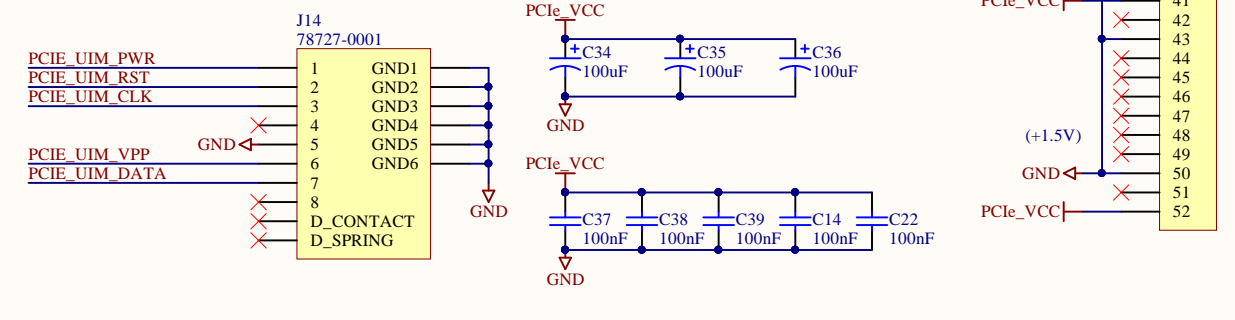 J14
78727-0001
PCIE_UIM_PWR
PCIE_UIM_RST
PCIE_UIM_CLK
GND
PCIE_UIM_VPP
PCIE_UIM_DATA
1 GND1
2 GND2
3 GND3
4 GND4
5 GND5
6 GND6
7
8
D_CONTACT
D_SPRING
GND
PCIe_VCC
C34 C35 C36
100uF 100uF 100uF
GND
PCIe_VCC
C37 C38 C39 C14 C22
100nF 100nF 100nF 100nF 100nF
GND
PCIe_VCC
(+1.5V)
GND
PCIe_VCC
41
42
43
44
45
46
47
48
49
50
51
52